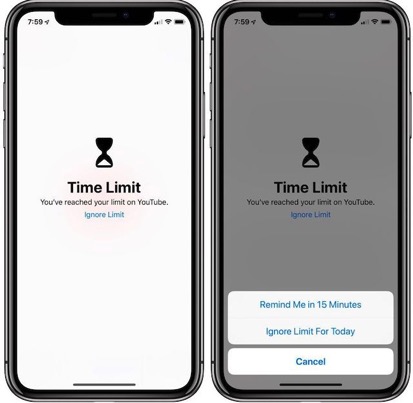 7:59
Time Limit
You've reached your limit on YouTube.
Ignore Limit
7:59
Time Limit
You've reached your limit on YouTube.
Ignore Limit
Remind Me in 15 Minutes
Ignore Limit For Today
Cancel